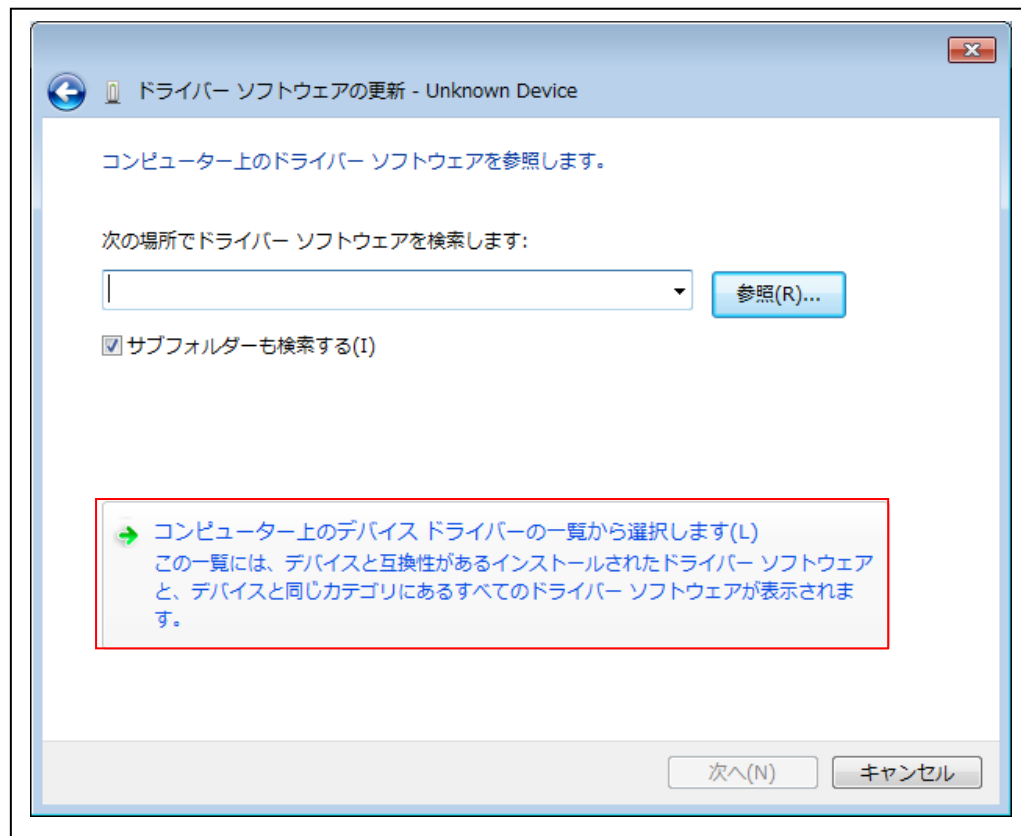 ドライバー ソフトウェアの更新 - Unknown Device
コンピューター上のドライバー ソフトウェアを参照します。
次の場所でドライバー ソフトウェアを検索します:
参照(R)...
サブフォルダーも検索する(I)
コンピューター上のデバイス ドライバーの一覧から選択します(L)
この一覧には、デバイスと互換性があるインストールされたドライバー ソフトウェア
と、デバイスと同じカテゴリにあるすべてのドライバー ソフトウェアが表示されま
す。
次へ(N)
キャンセル